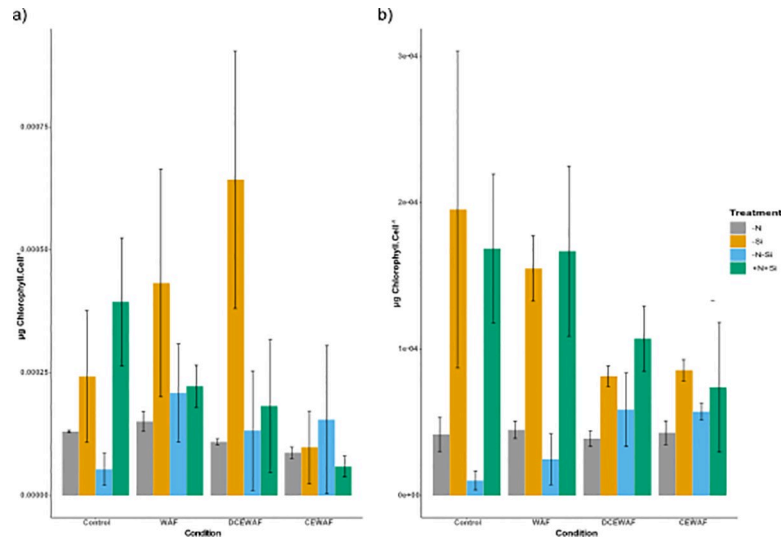 a)
b)
0.00075
0.00050
0.00025
0.00000
µg Chlorophyll.Cell⁻¹
Control
WAF
DCEWAF
CEWAF
Condition
3e−04
2e−04
1e−04
0e+00
µg Chlorophyll.Cell⁻¹
Control
WAF
DCEWAF
CEWAF
Condition
Treatment
-N
-Si
-N-Si
+N+Si